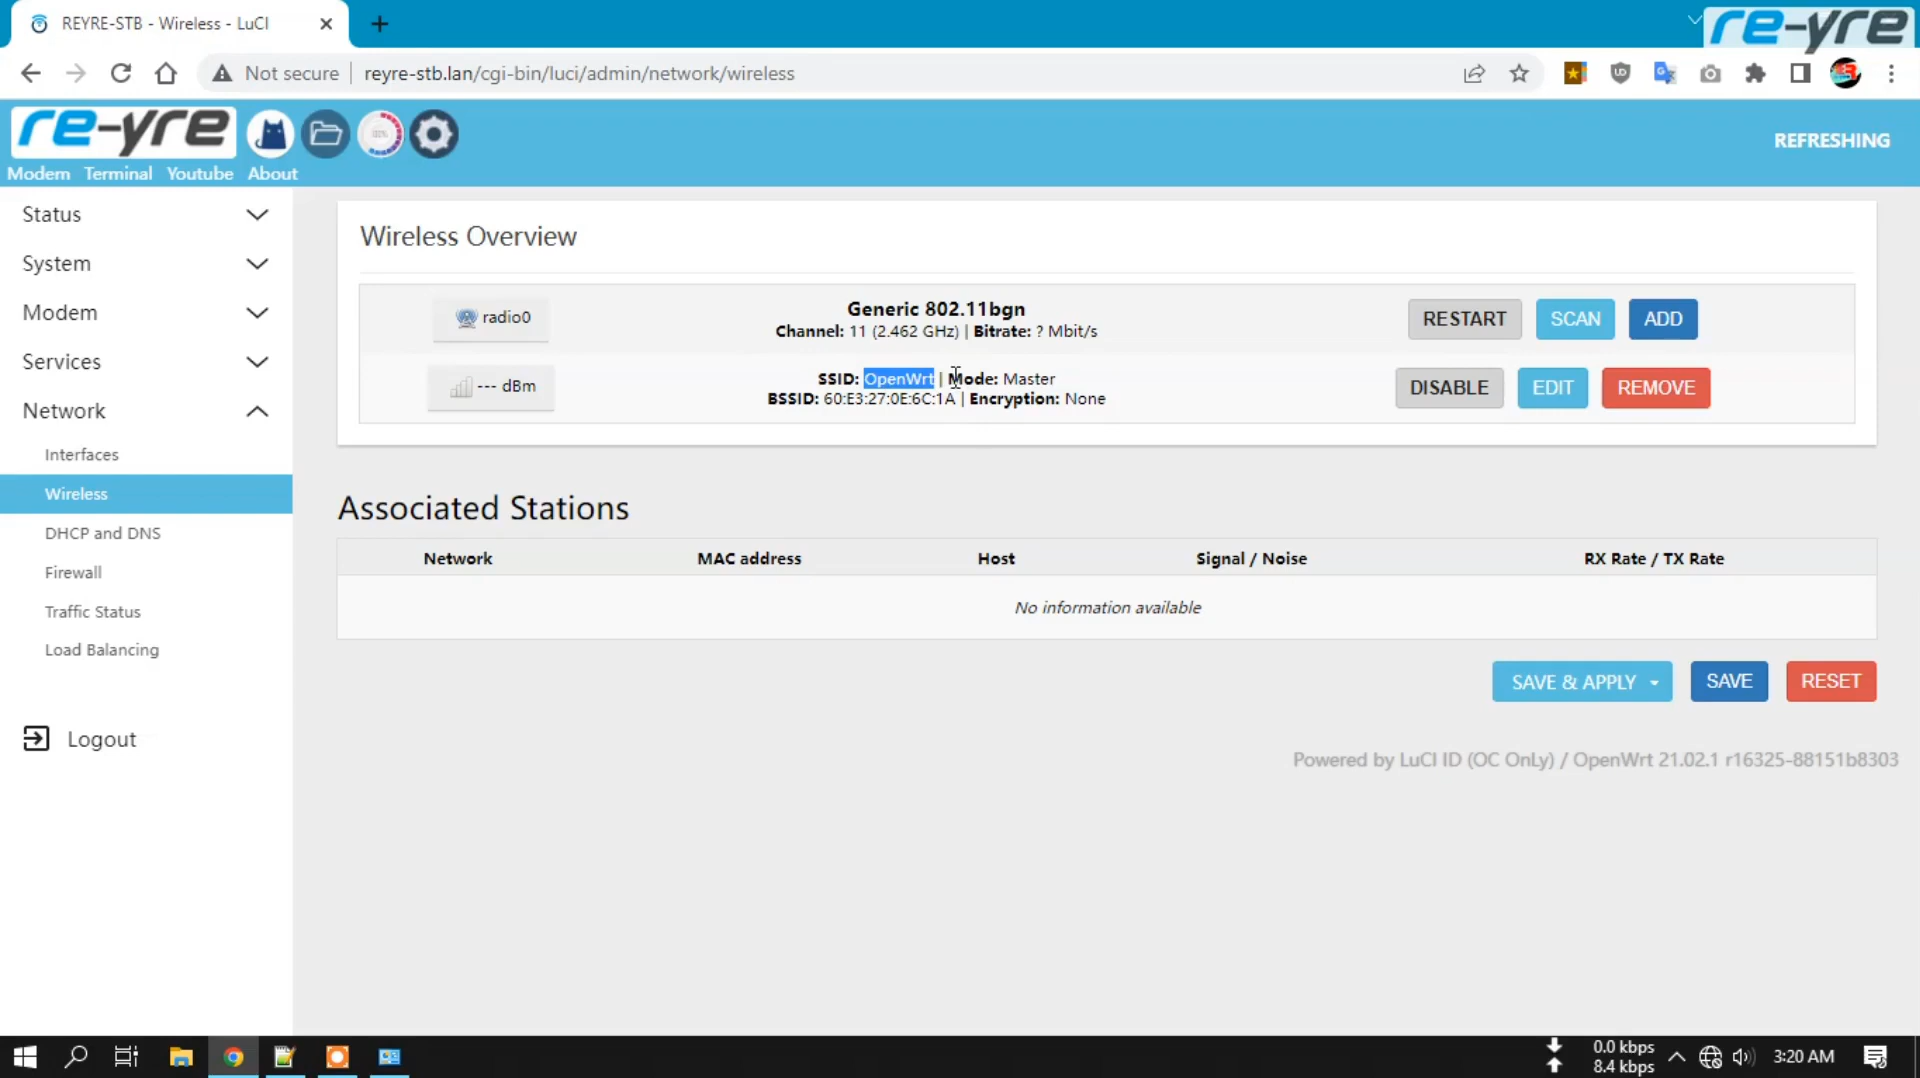 REYRE-STB - Wireless - LuCI
re-yre
Not secure
reyre-stb.lan/cgi-bin/luci/admin/network/wireless
re-yre
REFRESHING
Modem Terminal Youtube About
Status
System
Modem
Services
Network
Interfaces
Wireless
DHCP and DNS
Firewall
Traffic Status
Load Balancing
Logout
Wireless Overview
radio0
Generic 802.11bgn
Channel: 11 (2.462 GHz) | Bitrate: ? Mbit/s
RESTART SCAN ADD
--- dBm
SSID: OpenWrt | Mode: Master
BSSID: 60:E3:27:0E:6C:1A | Encryption: None
DISABLE EDIT REMOVE
Associated Stations
Network MAC address Host Signal / Noise RX Rate / TX Rate
No information available
SAVE & APPLY SAVE RESET
Powered by LuCI ID (OC OnLy) / OpenWrt 21.02.1 r16325-88151b8303
0.0 kbps
8.4 kbps
3:20 AM